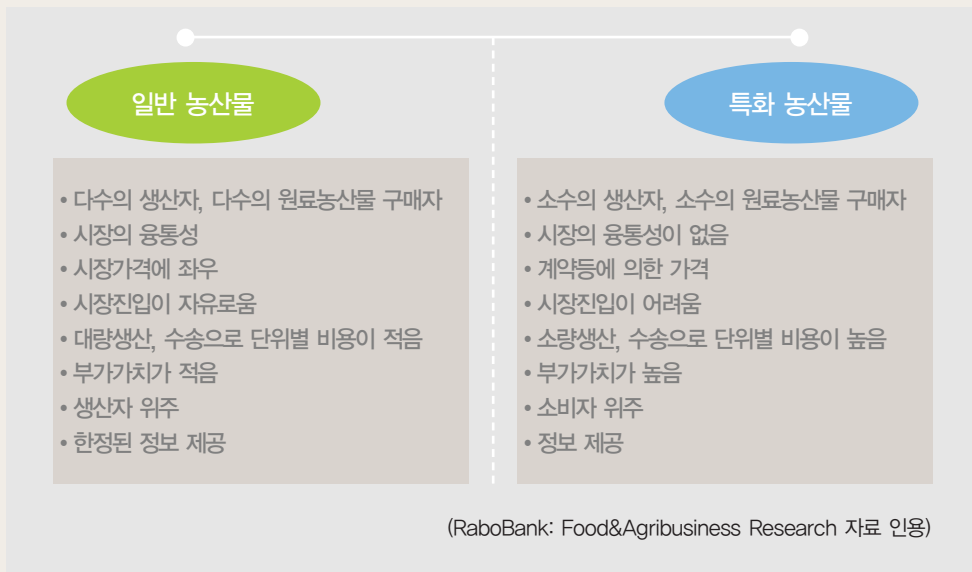 일반 농산물
• 다수의 생산자, 다수의 원료농산물 구매자
• 시장의 융통성
• 시장가격에 좌우
• 시장진입이 자유로움
• 대량생산, 수송으로 단위별 비용이 적음
• 부가가치가 적음
• 생산자 위주
• 한정된 정보 제공
특화 농산물
• 소수의 생산자, 소수의 원료농산물 구매자
• 시장의 융통성이 없음
• 계약등에 의한 가격
• 시장진입이 어려움
• 소량생산, 수송으로 단위별 비용이 높음
• 부가가치가 높음
• 소비자 위주
• 정보 제공
(RaboBank: Food&Agribusiness Research 자료 인용)